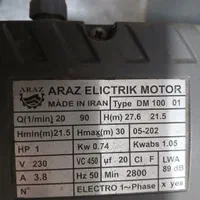 ARAZ ARAZ ELICTRIK MOTOR
MADE IN IRAN Type DM 100 01
Q(1/min) 20 90 H(m) 27.6 21.5
Hmin(m) 21.5 Hmax(m) 30 05-202
HP 1 Kw 0.74 Kwabs 1.05
V 230 VC 450 µf 20 Cl F LWA
A 3.8 Hz 50 Min 2800 89 dB
N° ELECTRO 1~Phase x yes